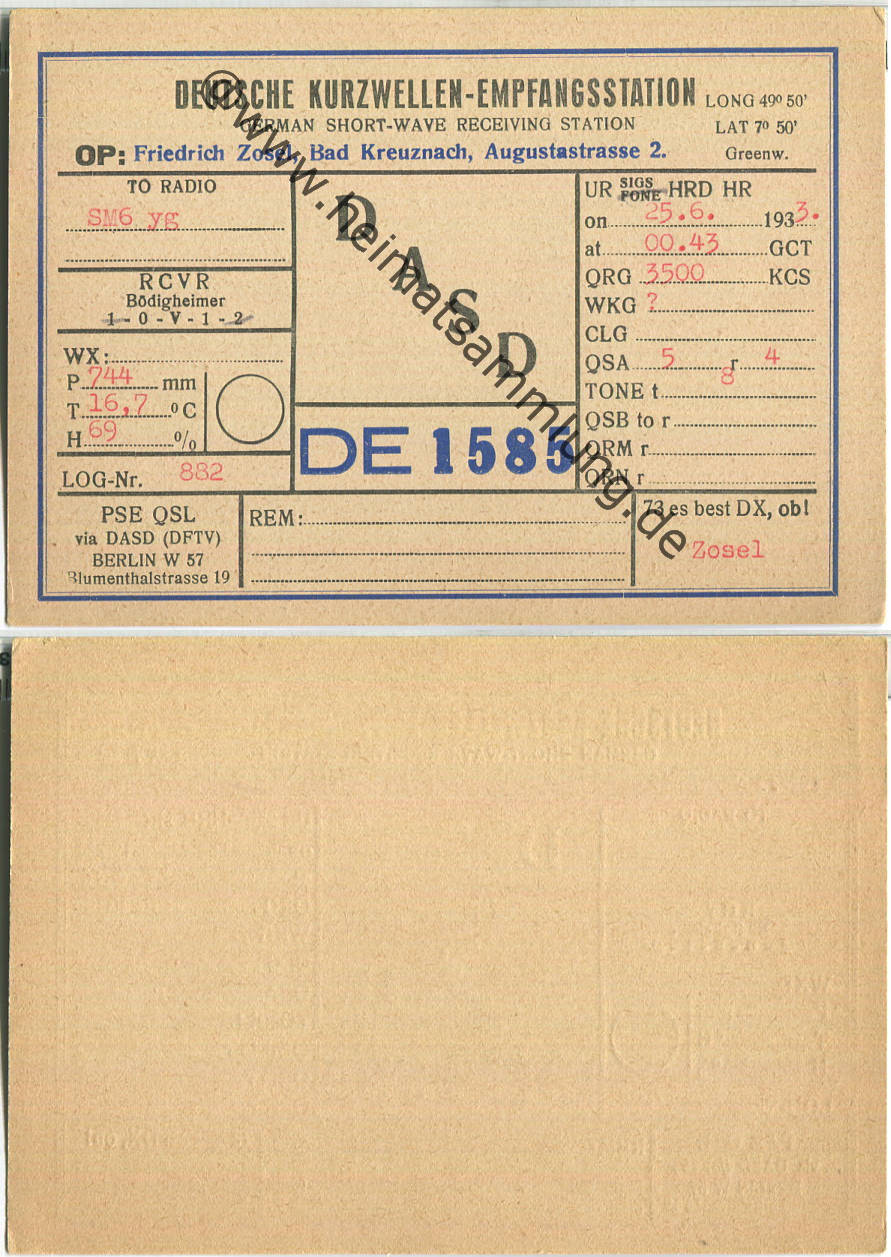 DEUTSCHE KURZWELLEN-EMPFANGSSTATION LONG 49º 50'
GERMAN SHORT-WAVE RECEIVING STATION LAT 7º 50'
OP: Friedrich Zosel, Bad Kreuznach, Augustastrasse 2. Greenw.
TO RADIO
SM6 yg
RCVR
Bödigheimer
1 - 0 - V - 1 - 2
WX:
P 744 mm
T 16,7 ºC
H 69 %
LOG-Nr. 882
DASD
DE 1585
UR SIGS FONE HRD HR
on 25.6. 1933.
at 00.43 GCT
QRG 3500 KCS
WKG ?
CLG
QSA 5 r 4
TONE t 8
QSB to r
QRM r
QRN r
PSE QSL
via DASD (DFTV)
BERLIN W 57
Blumenthalstrasse 19
REM:
73 es best DX, ob!
Zosel
@www.heimatsammlung.de